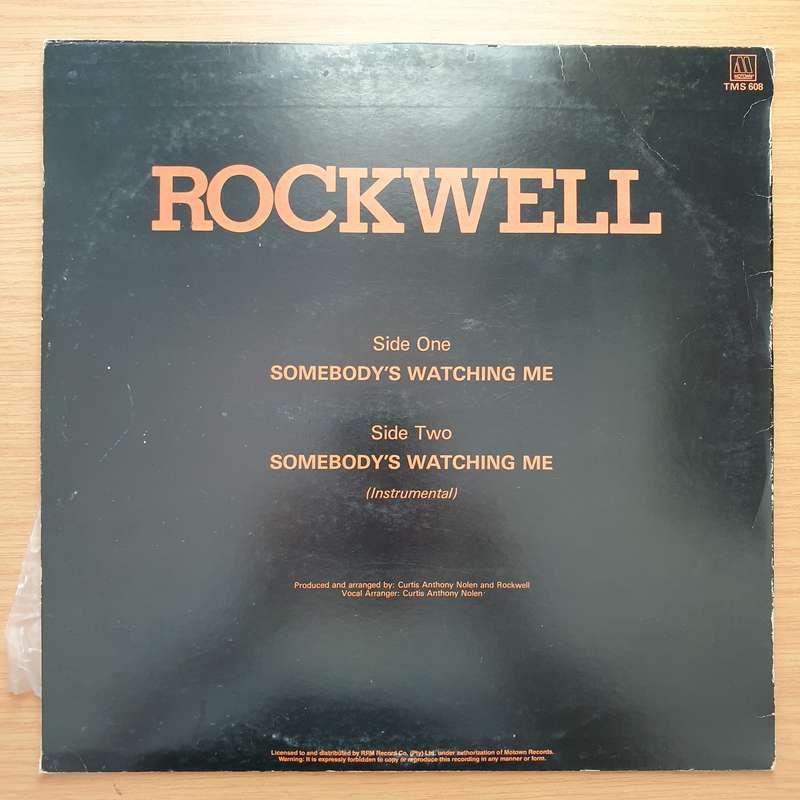 MOTOWN
TMS 608
ROCKWELL
Side One
SOMEBODY'S WATCHING ME
Side Two
SOMEBODY'S WATCHING ME
(Instrumental)
Produced and arranged by: Curtis Anthony Nolen and Rockwell
Vocal Arranger: Curtis Anthony Nolen
Licensed to and distributed by RPM Record Co. (Pty) Ltd. under authorization of Motown Records.
Warning: It is expressly forbidden to copy or reproduce this recording in any manner or form.